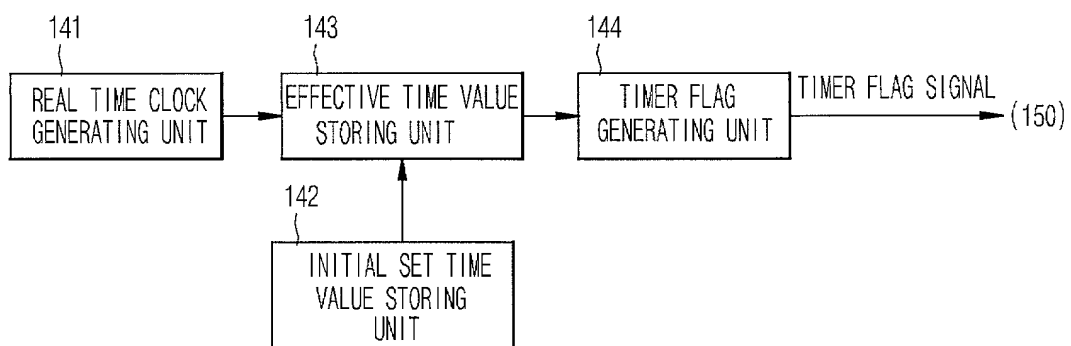 141
REAL TIME CLOCK
GENERATING UNIT
143
EFFECTIVE TIME VALUE
STORING UNIT
144
TIMER FLAG
GENERATING UNIT
TIMER FLAG SIGNAL
(150)
142
INITIAL SET TIME
VALUE STORING
UNIT